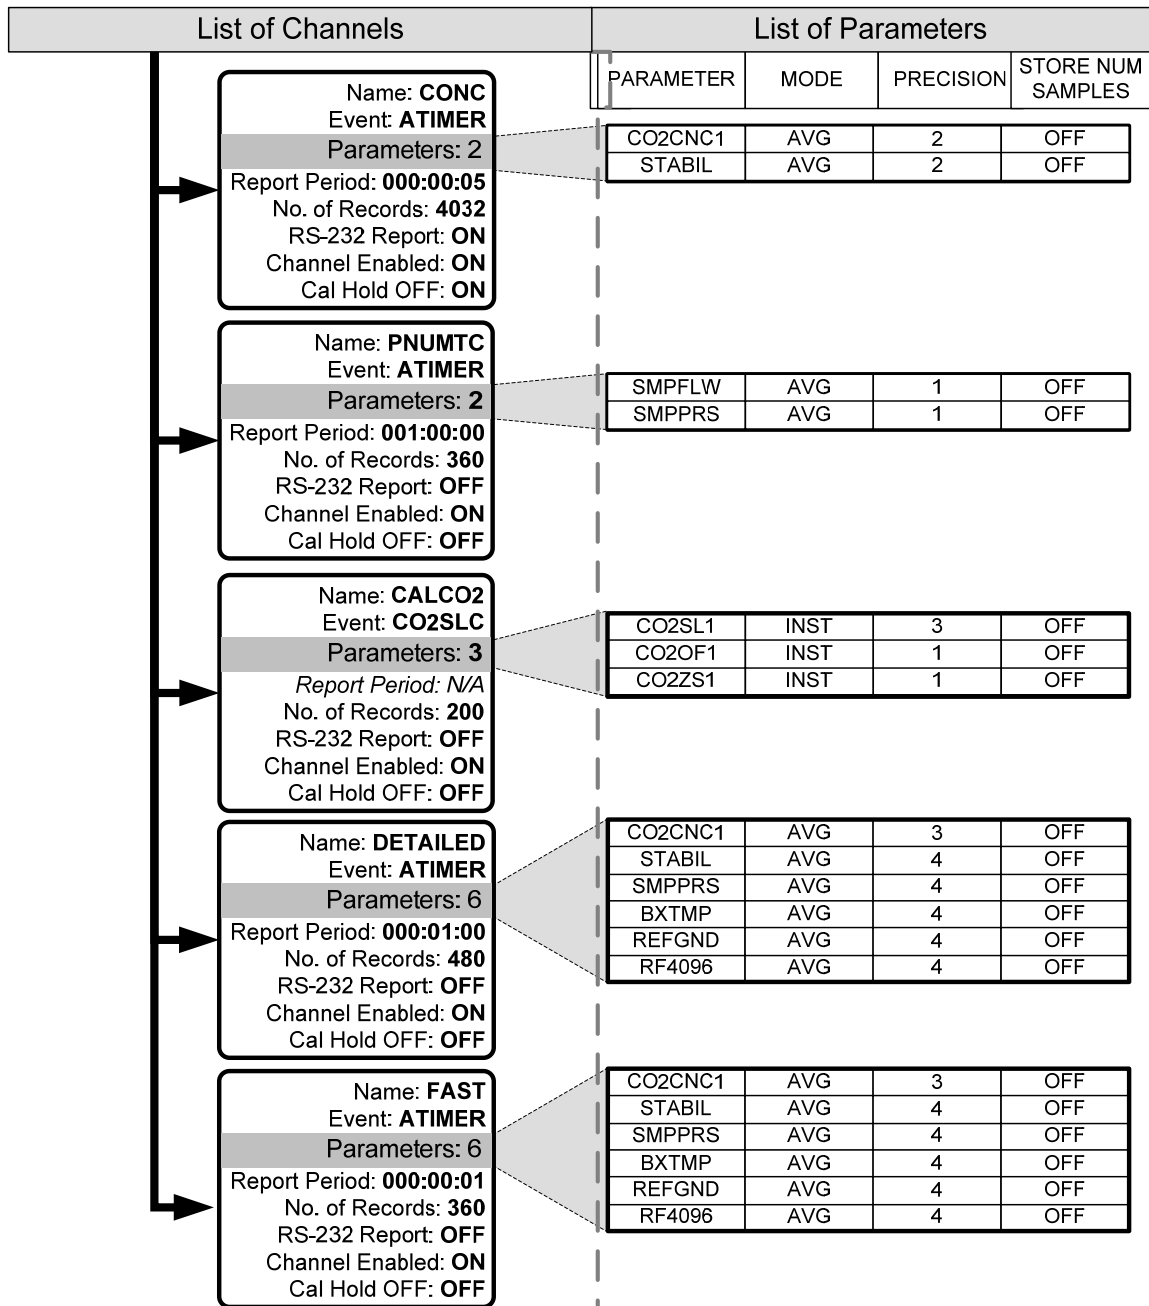 List of Channels
List of Parameters
PARAMETER MODE PRECISION STORE NUM SAMPLES
Name: CONC
Event: ATIMER
Parameters: 2
Report Period: 000:00:05
No. of Records: 4032
RS-232 Report: ON
Channel Enabled: ON
Cal Hold OFF: ON
CO2CNC1 AVG 2 OFF
STABIL AVG 2 OFF
Name: PNUMTC
Event: ATIMER
Parameters: 2
Report Period: 001:00:00
No. of Records: 360
RS-232 Report: OFF
Channel Enabled: ON
Cal Hold OFF: OFF
SMPFLW AVG 1 OFF
SMPPRS AVG 1 OFF
Name: CALCO2
Event: CO2SLC
Parameters: 3
Report Period: N/A
No. of Records: 200
RS-232 Report: OFF
Channel Enabled: ON
Cal Hold OFF: OFF
CO2SL1 INST 3 OFF
CO2OF1 INST 1 OFF
CO2ZS1 INST 1 OFF
Name: DETAILED
Event: ATIMER
Parameters: 6
Report Period: 000:01:00
No. of Records: 480
RS-232 Report: OFF
Channel Enabled: ON
Cal Hold OFF: OFF
CO2CNC1 AVG 3 OFF
STABIL AVG 4 OFF
SMPPRS AVG 4 OFF
BXTMP AVG 4 OFF
REFGND AVG 4 OFF
RF4096 AVG 4 OFF
Name: FAST
Event: ATIMER
Parameters: 6
Report Period: 000:00:01
No. of Records: 360
RS-232 Report: OFF
Channel Enabled: ON
Cal Hold OFF: OFF
CO2CNC1 AVG 3 OFF
STABIL AVG 4 OFF
SMPPRS AVG 4 OFF
BXTMP AVG 4 OFF
REFGND AVG 4 OFF
RF4096 AVG 4 OFF